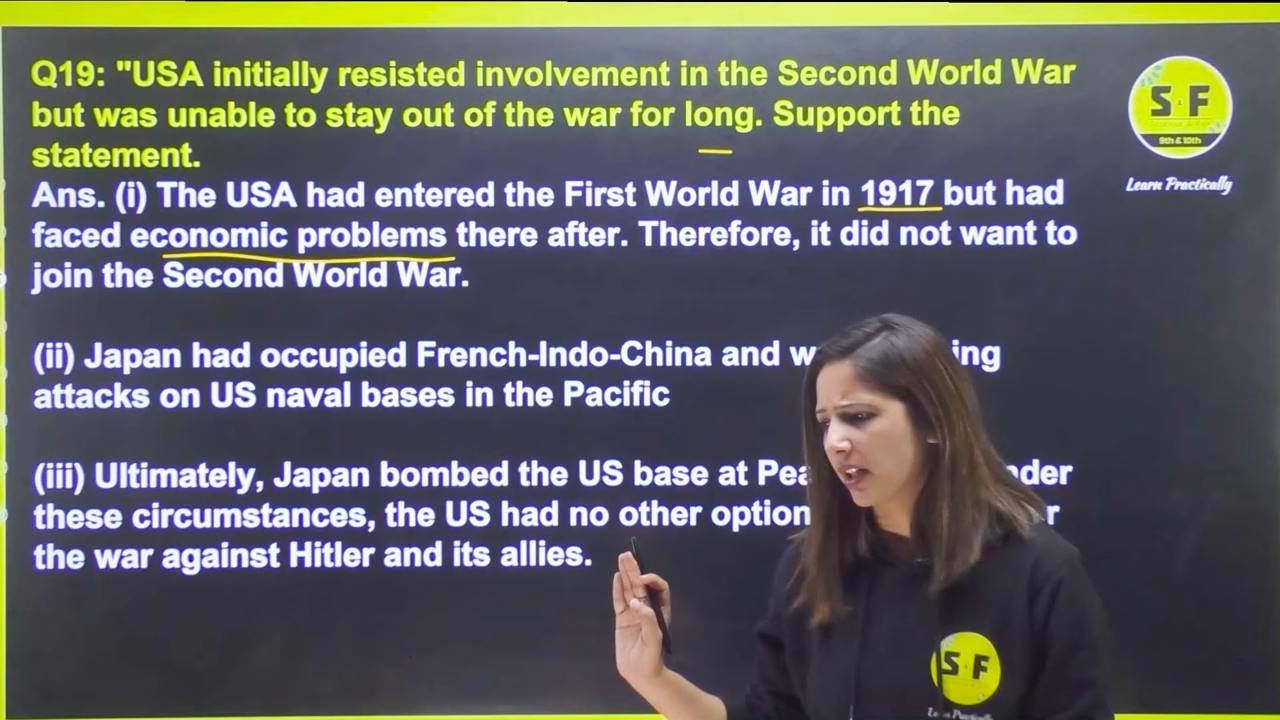 Q19: "USA initially resisted involvement in the Second World War
but was unable to stay out of the war for long. Support the
statement.
Ans. (i) The USA had entered the First World War in 1917 but had
faced economic problems there after. Therefore, it did not want to
join the Second World War.
(ii) Japan had occupied French-Indo-China and
attacks on US naval bases in the Pacific
(iii) Ultimately, Japan bombed the US base at
these circumstances, the US had no other option
the war against Hitler and its allies.
S F
9th & 10th
Learn Practically
S F